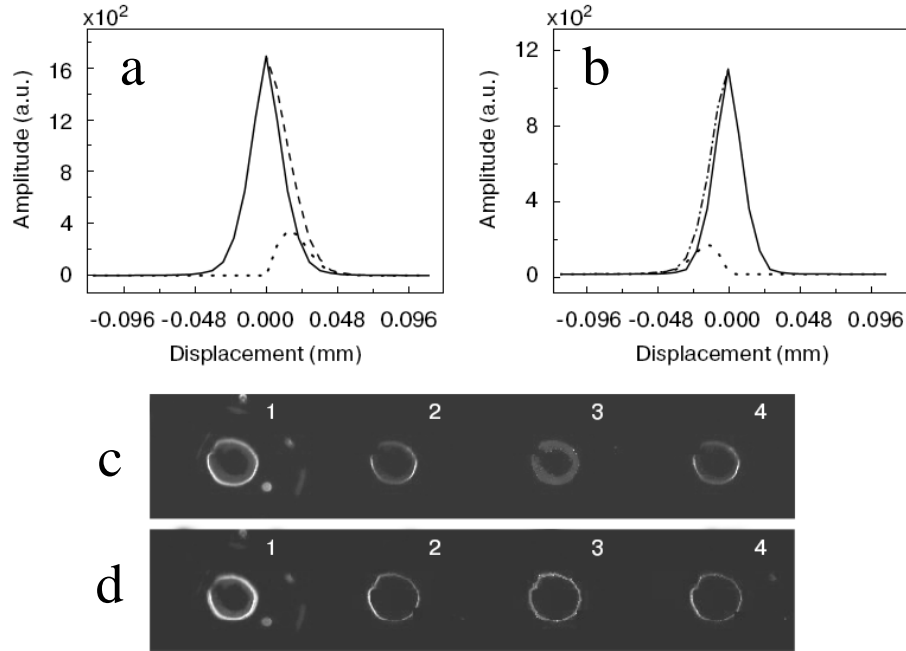 x10²
a
16
12
8
4
0
Amplitude (a.u.)
-0.096 -0.048 0.000 0.048 0.096
Displacement (mm)
x10²
b
12
8
4
0
Amplitude (a.u.)
-0.096 -0.048 0.000 0.048 0.096
Displacement (mm)
c
1 2 3 4
d
1 2 3 4